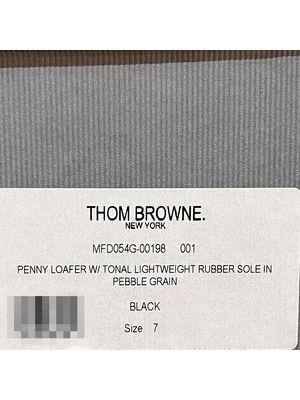 THOM BROWNE.
NEW YORK
MFD054G-00198 001
PENNY LOAFER W/ TONAL LIGHTWEIGHT RUBBER SOLE IN
PEBBLE GRAIN
BLACK
Size 7